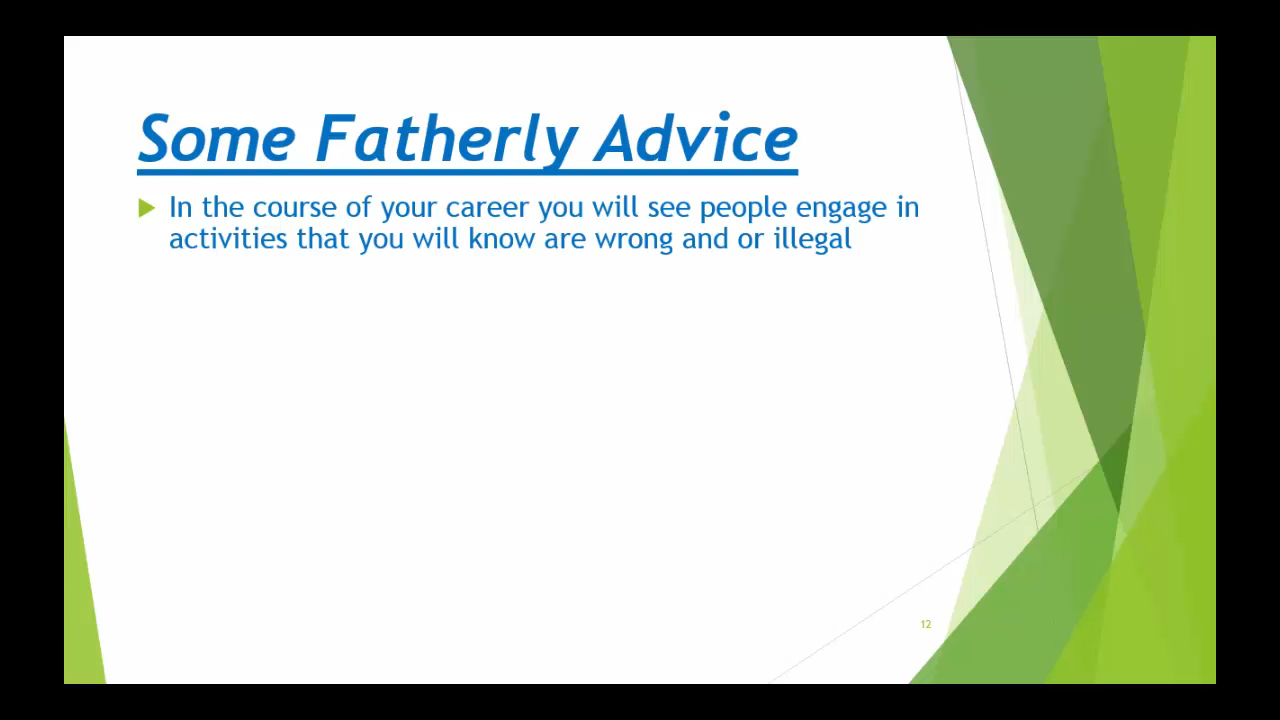 Some Fatherly Advice
In the course of your career you will see people engage in
activities that you will know are wrong and or illegal
12